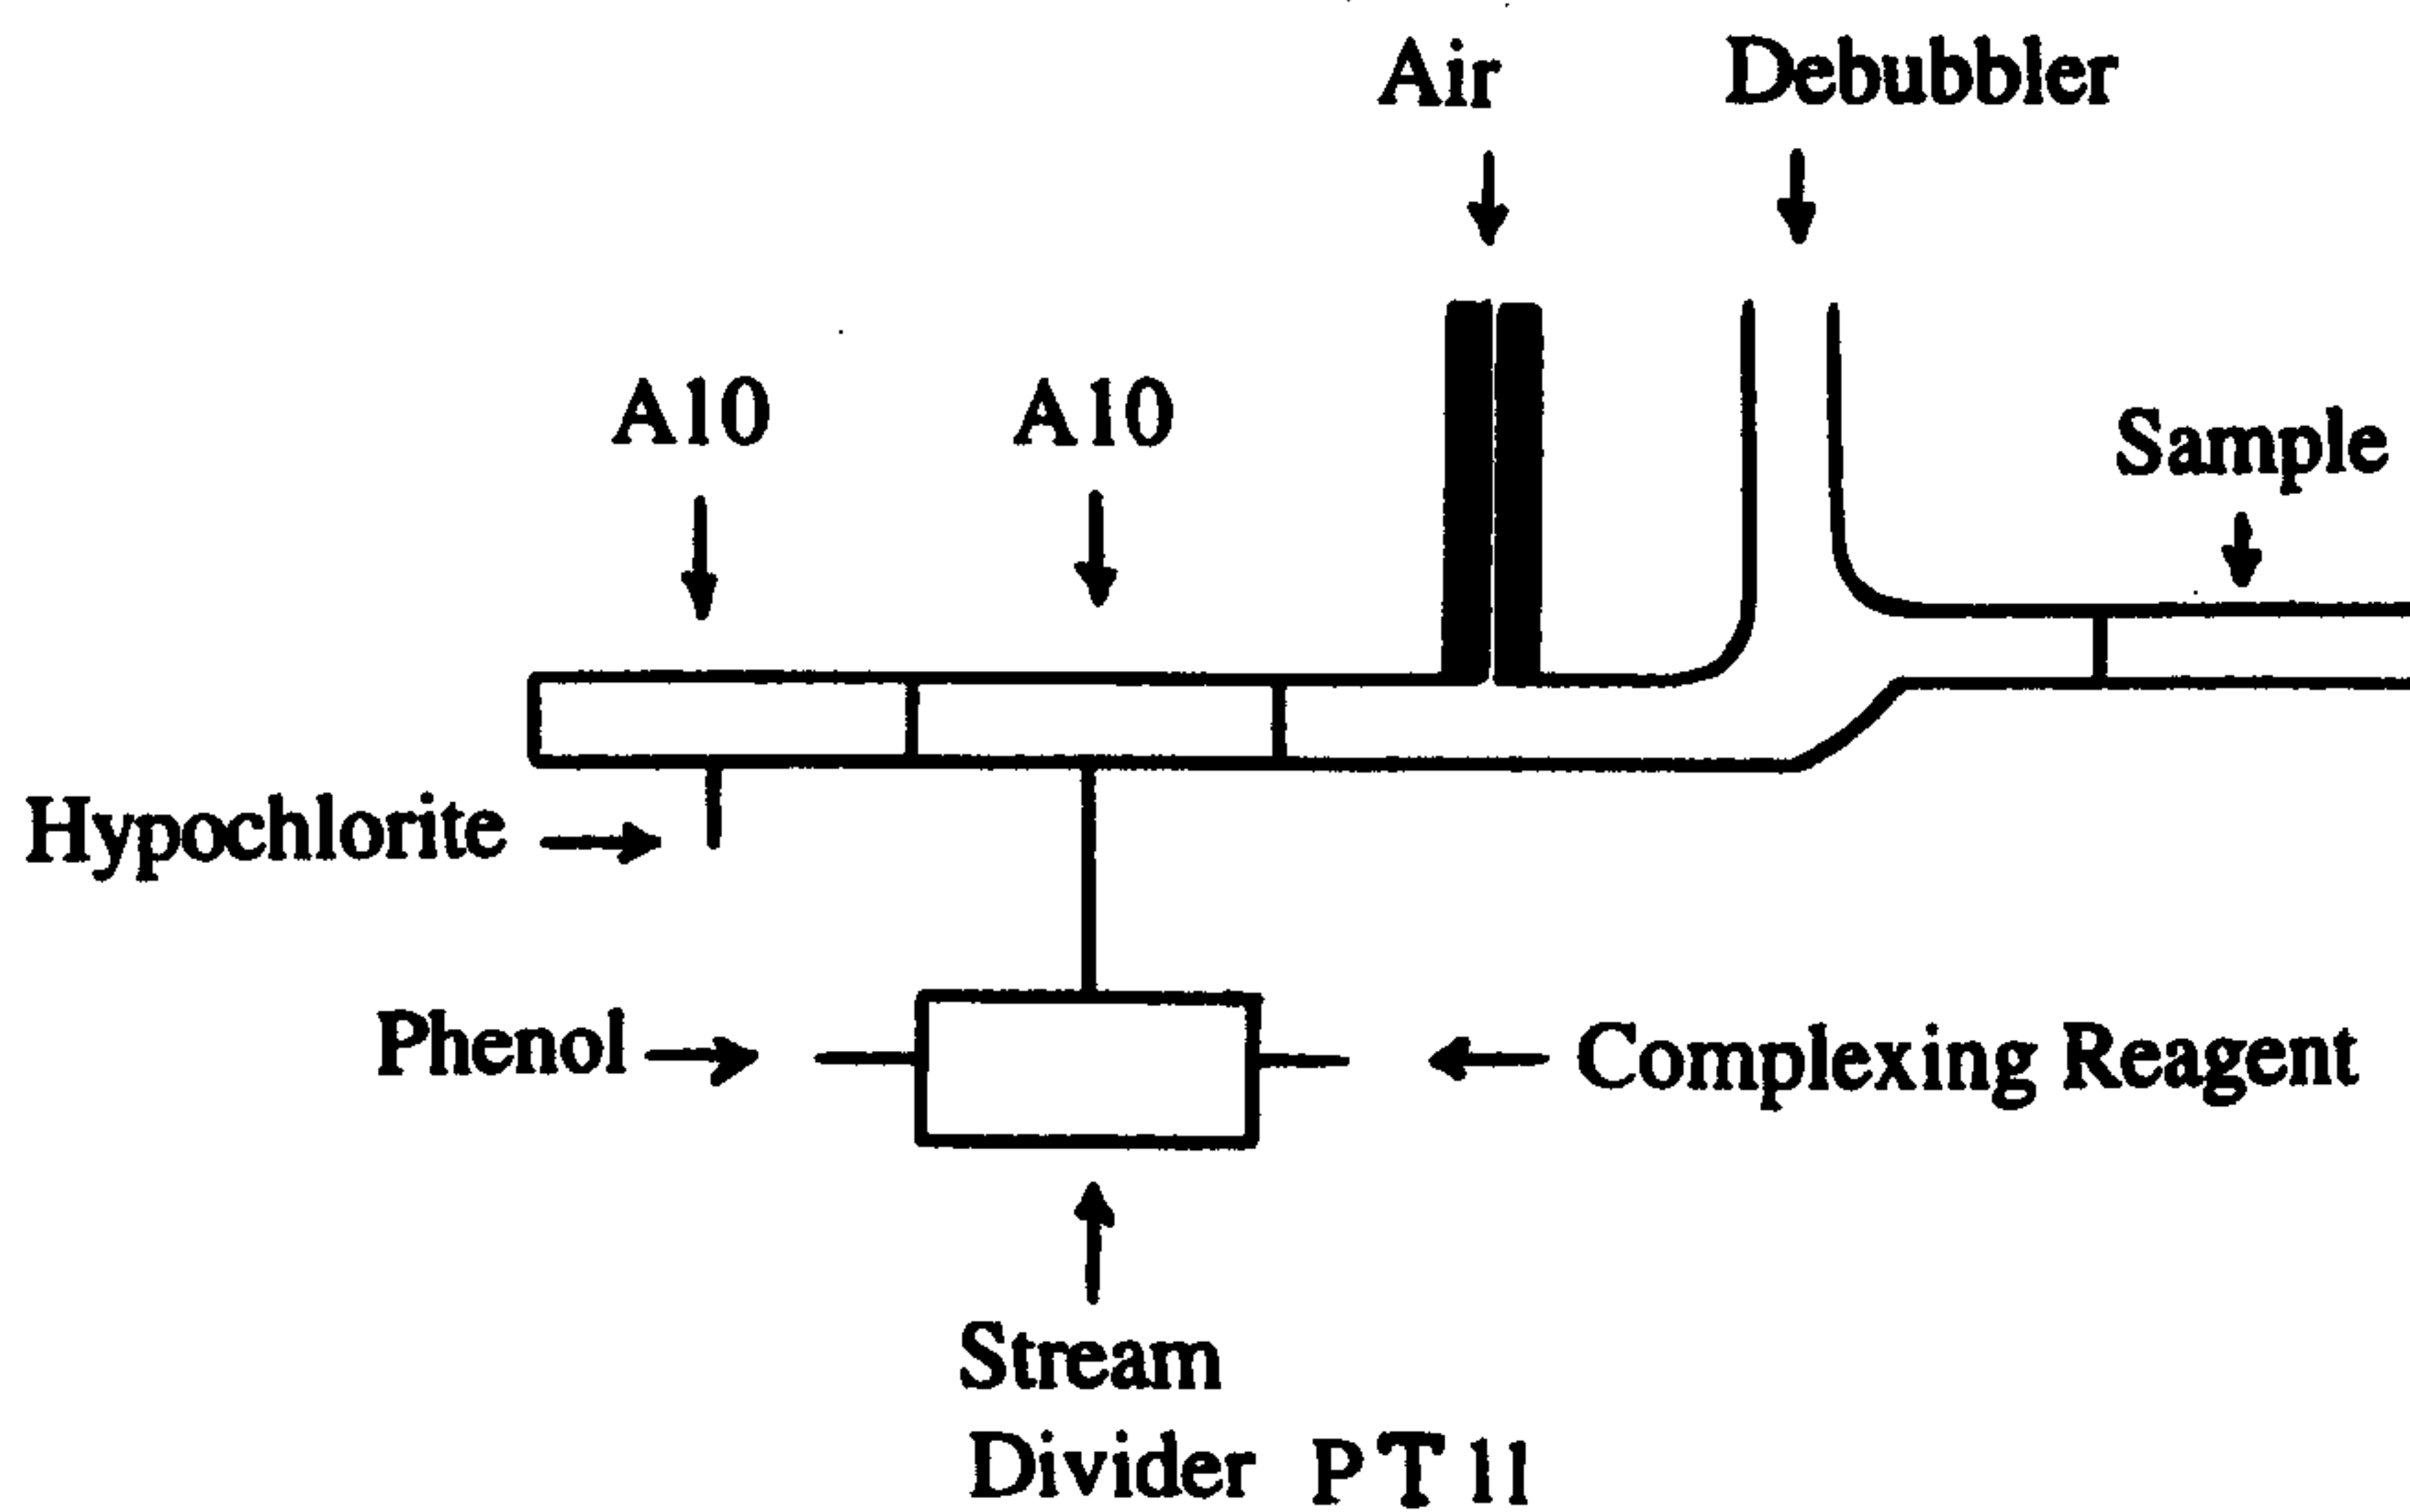 Air
Debubbler
A10
A10
Sample
Hypochlorite
Phenol
Complexing Reagent
Stream
Divider PT11